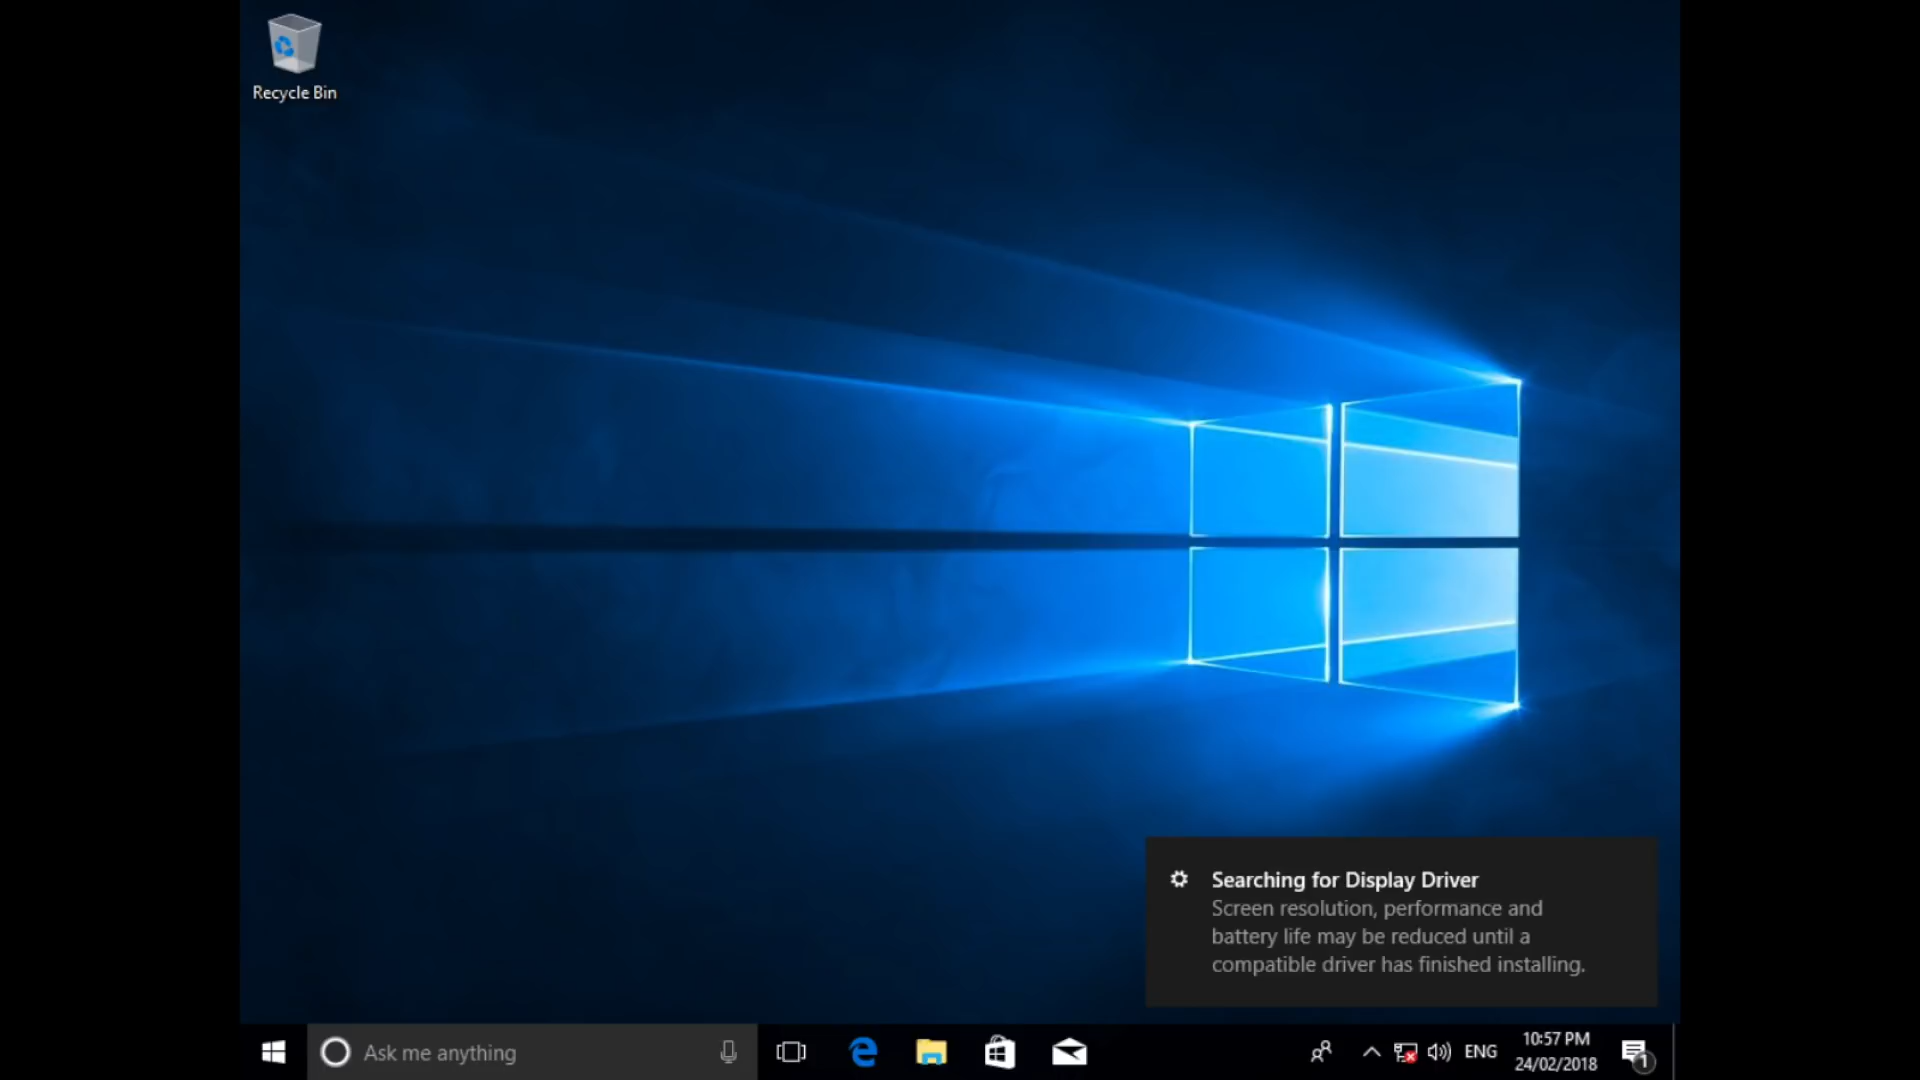 Recycle Bin
Searching for Display Driver
Screen resolution, performance and
battery life may be reduced until a
compatible driver has finished installing.
Ask me anything
ENG
10:57 PM
24/02/2018
1